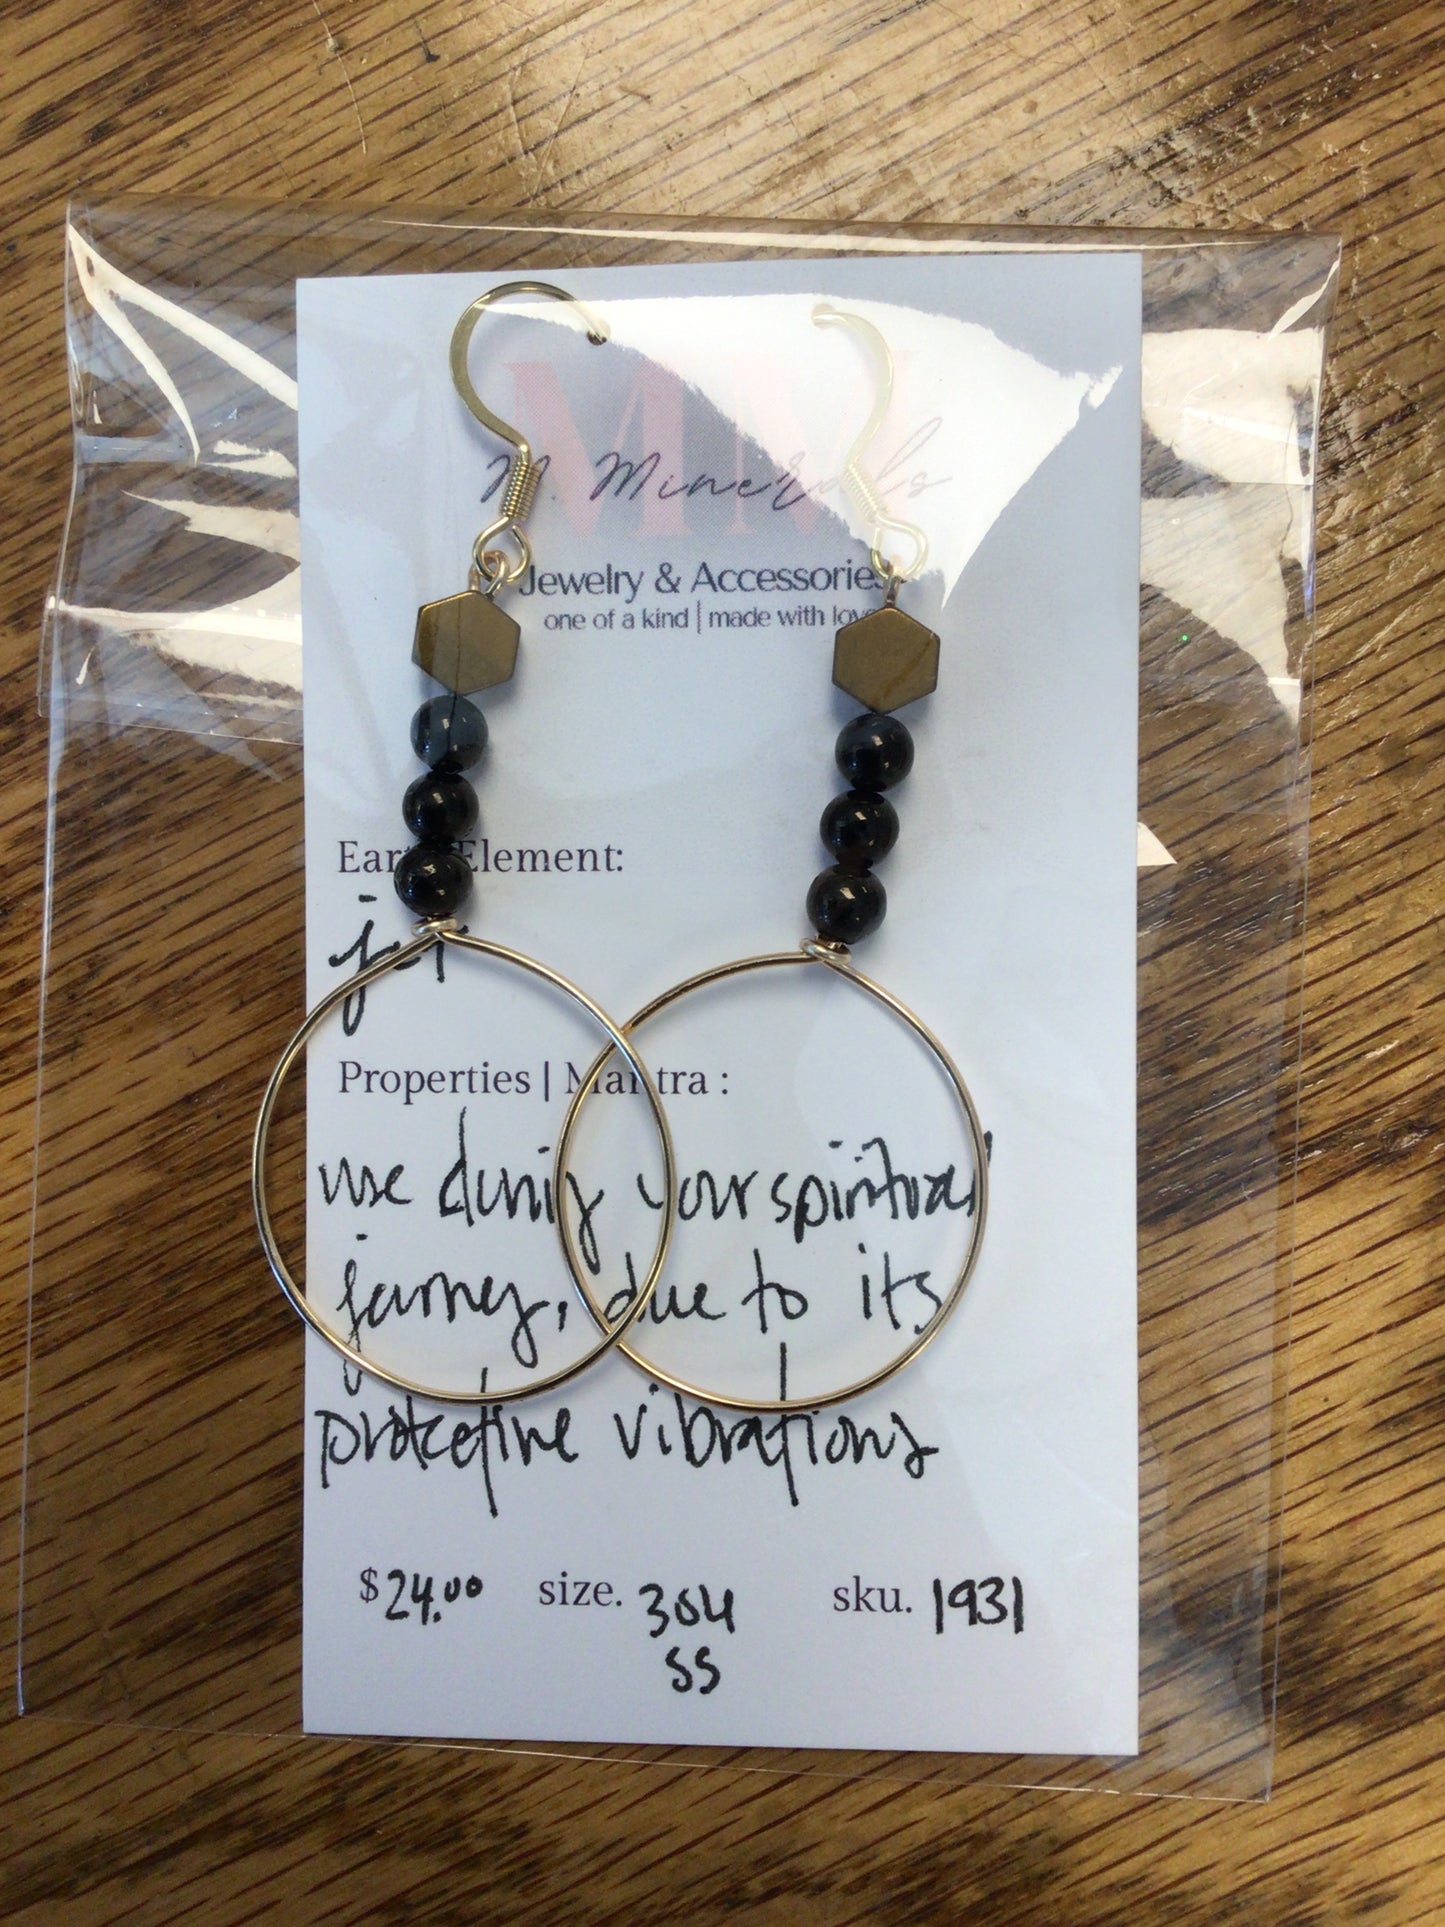 MM
M. Minerals
Jewelry & Accessories
one of a kind | made with love
Earth Element:
jet
Properties | Mantra :
use during your spiritual
journey, due to its
protective vibrations
$24.00 size. 304 sku. 1931
SS